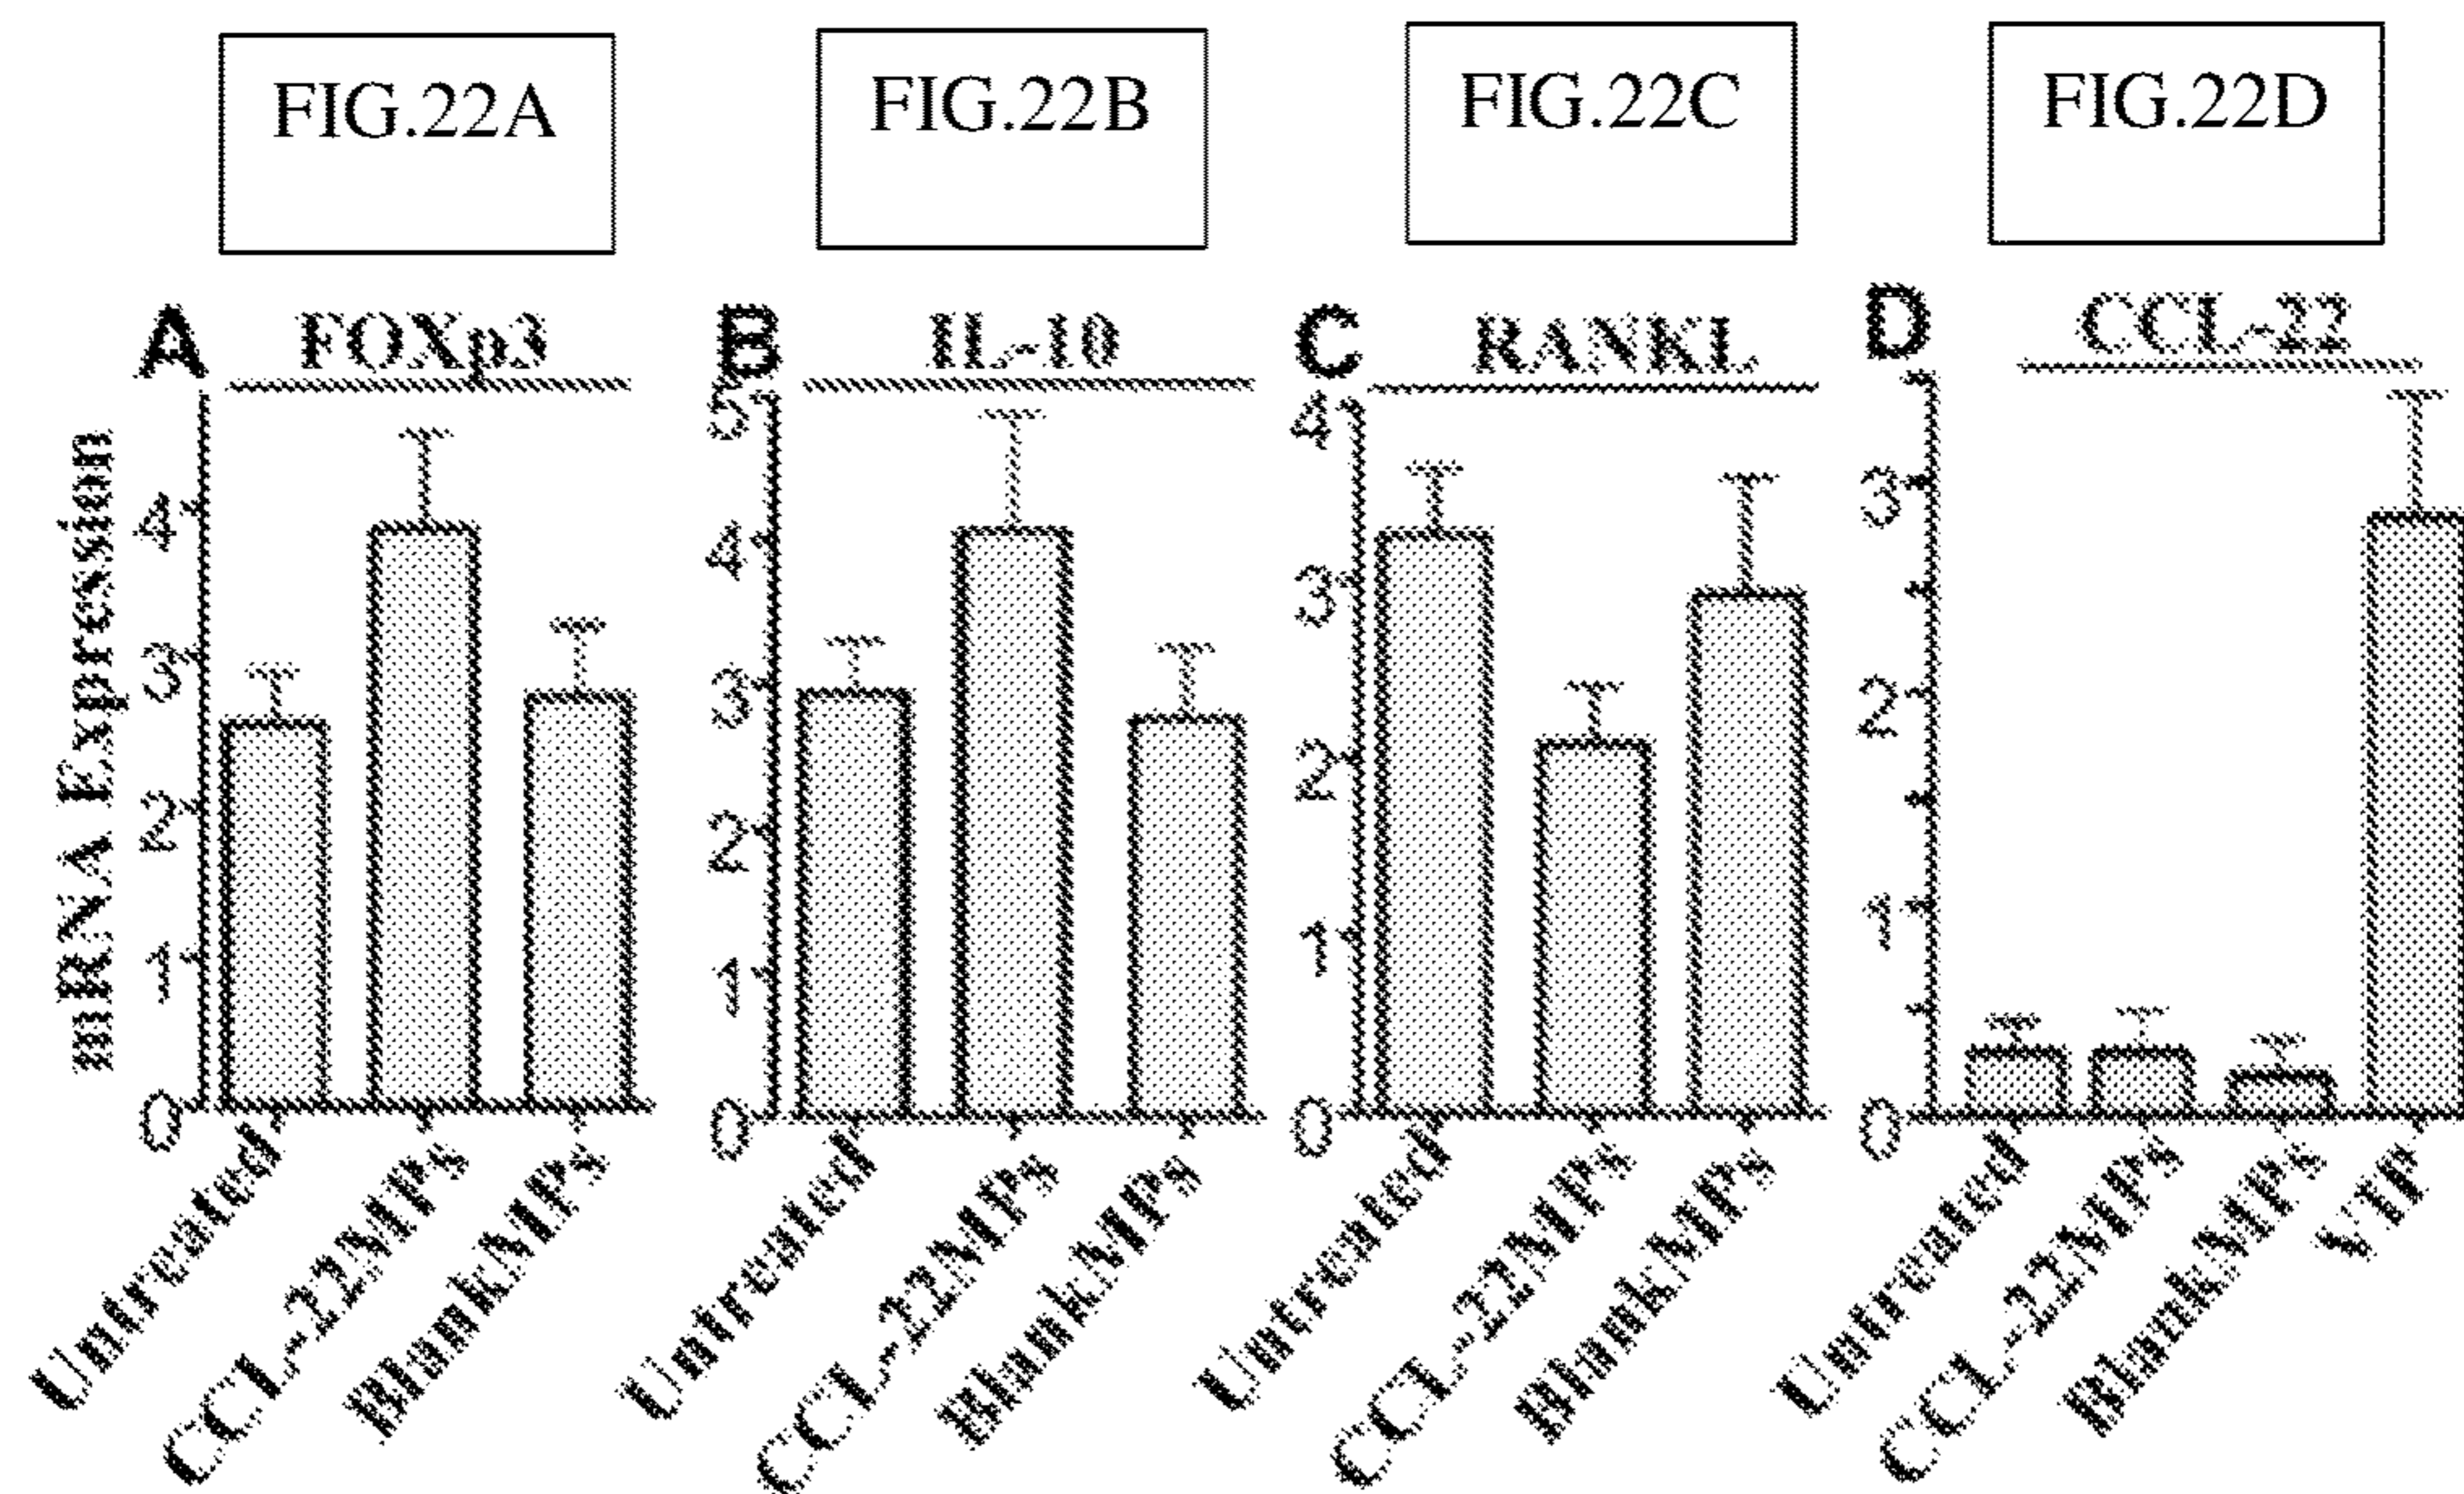 FIG.22A
FIG.22B
FIG.22C
FIG.22D
A FOXp3
B IL-10
C RANKL
D CCL-22
mRNA Expression
4
3
2
1
0
5
4
3
2
1
0
4
3
2
1
0
3
2
1
0
Untreated
CCL-22MPs
BlankMPs
Untreated
CCL-22MPs
BlankMPs
Untreated
CCL-22MPs
BlankMPs
Untreated
CCL-22MPs
BlankMPs
VIP